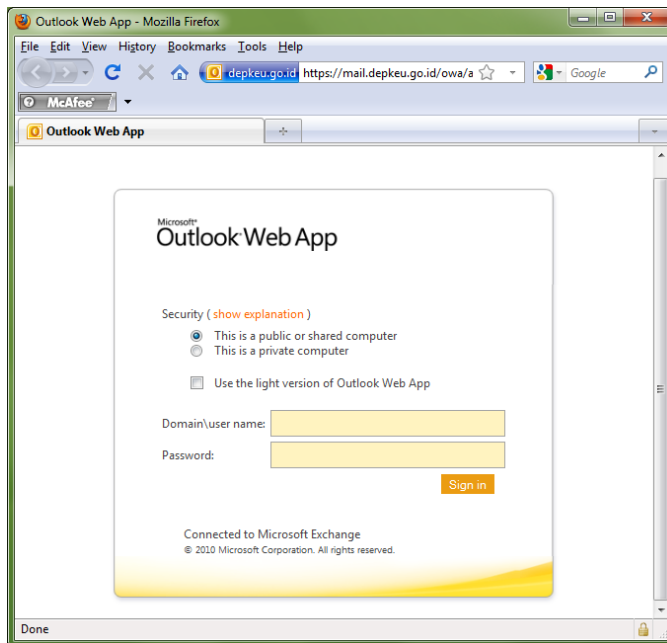 Outlook Web App - Mozilla Firefox
File Edit View History Bookmarks Tools Help
depkeu.go.id https://mail.depkeu.go.id/owa/a Google
McAfee
Outlook Web App
Microsoft
Outlook Web App
Security ( show explanation )
This is a public or shared computer
This is a private computer
Use the light version of Outlook Web App
Domain\user name:
Password:
Sign in
Connected to Microsoft Exchange
© 2010 Microsoft Corporation. All rights reserved.
Done